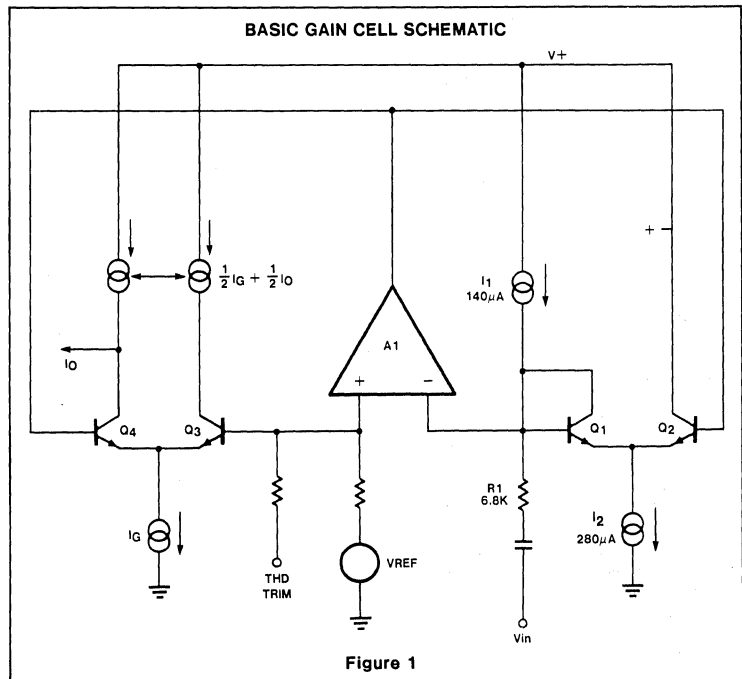 BASIC GAIN CELL SCHEMATIC
V+
+ −
½IG + ½IO
I1
140μA
IO
A1
+ −
Q4
Q3
Q1
Q2
R1
6.8K
I2
280μA
IG
VREF
THD
TRIM
Vin
Figure 1